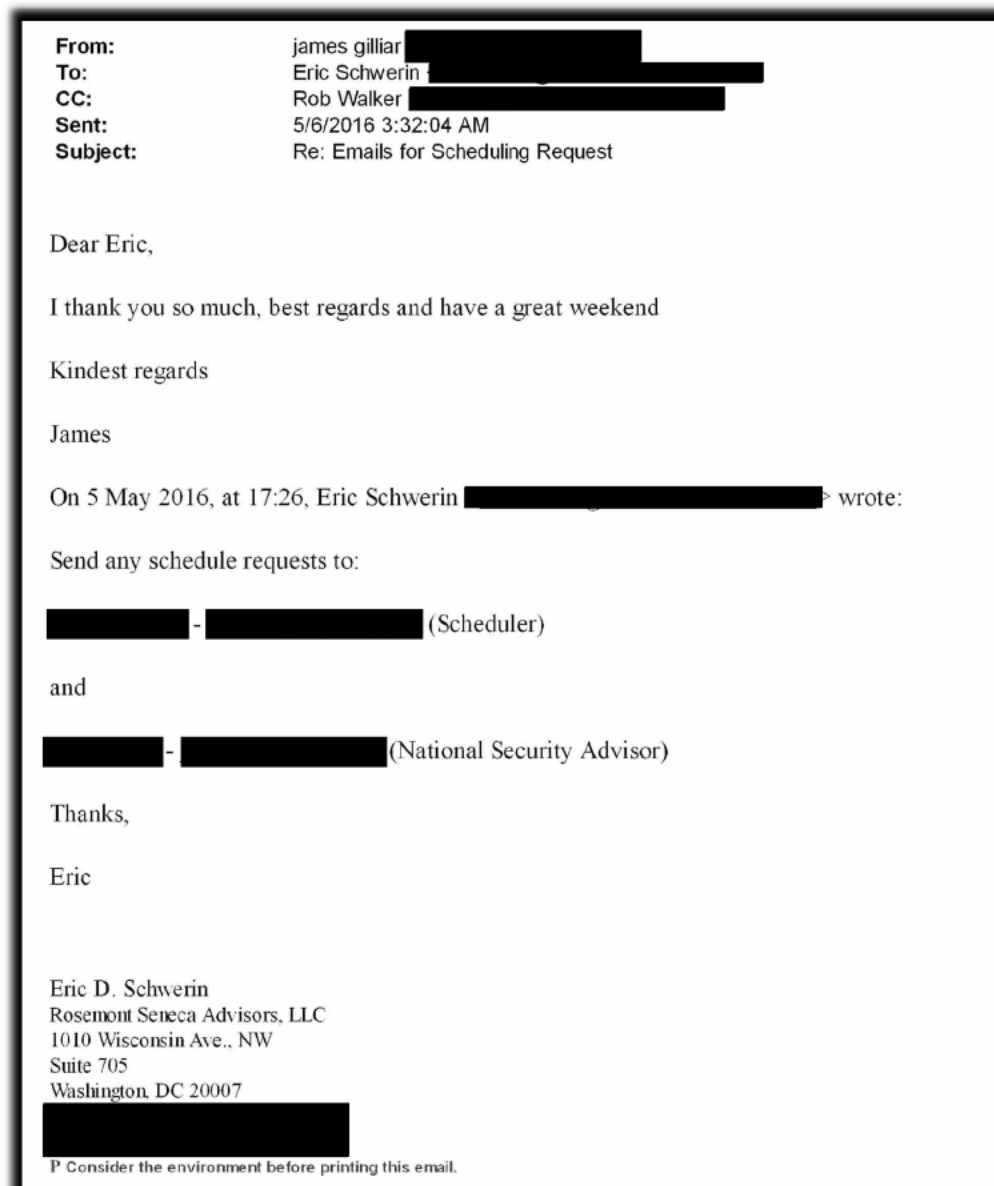 From: james gilliar
To: Eric Schwerin
CC: Rob Walker
Sent: 5/6/2016 3:32:04 AM
Subject: Re: Emails for Scheduling Request
Dear Eric,
I thank you so much, best regards and have a great weekend
Kindest regards
James
On 5 May 2016, at 17:26, Eric Schwerin > wrote:
Send any schedule requests to:
- (Scheduler)
and
- (National Security Advisor)
Thanks,
Eric
Eric D. Schwerin
Rosemont Seneca Advisors, LLC
1010 Wisconsin Ave., NW
Suite 705
Washington, DC 20007
P Consider the environment before printing this email.